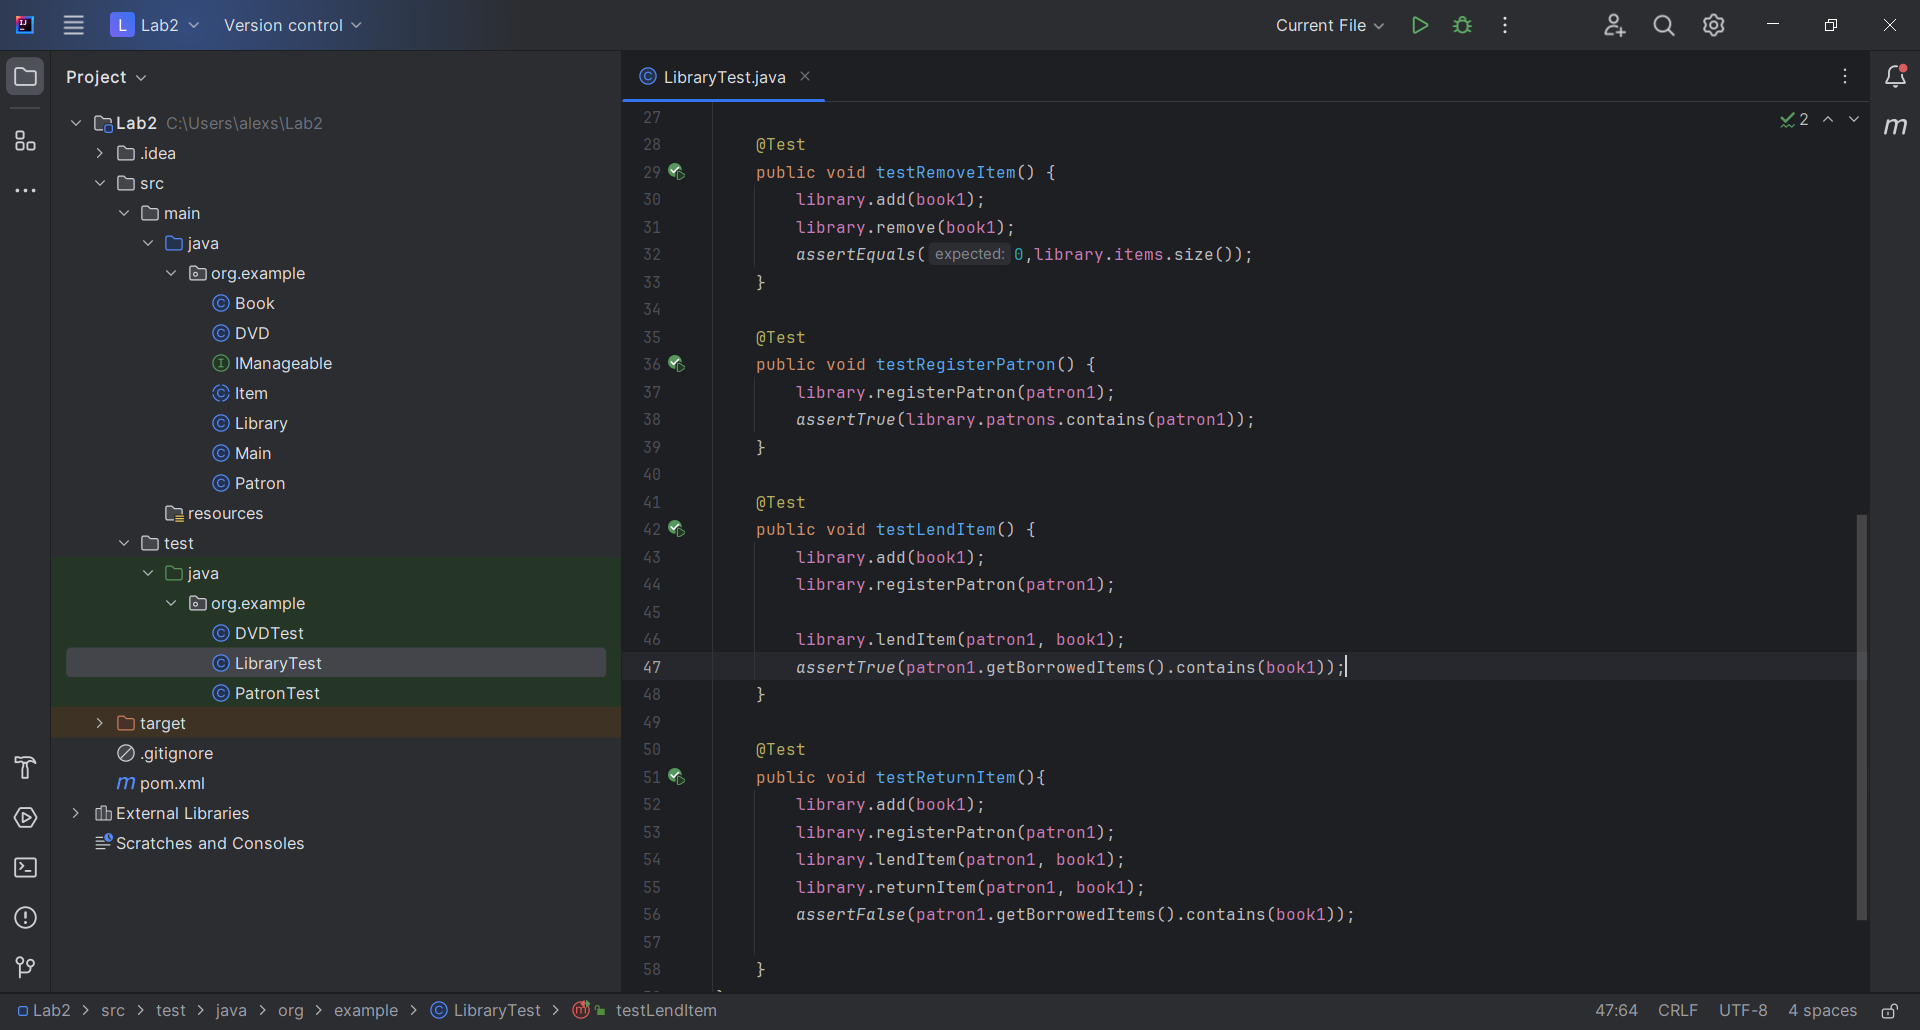 L Lab2 Version control Current File
Project
LibraryTest.java
Lab2 C:\Users\alexs\Lab2
.idea
src
main
java
org.example
Book
DVD
IManageable
Item
Library
Main
Patron
resources
test
java
org.example
DVDTest
LibraryTest
PatronTest
target
.gitignore
m pom.xml
External Libraries
Scratches and Consoles
2
m
27
28 @Test
29 public void testRemoveItem() {
30 library.add(book1);
31 library.remove(book1);
32 assertEquals( expected: 0,library.items.size());
33 }
34
35 @Test
36 public void testRegisterPatron() {
37 library.registerPatron(patron1);
38 assertTrue(library.patrons.contains(patron1));
39 }
40
41 @Test
42 public void testLendItem() {
43 library.add(book1);
44 library.registerPatron(patron1);
45
46 library.lendItem(patron1, book1);
47 assertTrue(patron1.getBorrowedItems().contains(book1));
48 }
49
50 @Test
51 public void testReturnItem(){
52 library.add(book1);
53 library.registerPatron(patron1);
54 library.lendItem(patron1, book1);
55 library.returnItem(patron1, book1);
56 assertFalse(patron1.getBorrowedItems().contains(book1));
57
58 }
Lab2 > src > test > java > org > example > LibraryTest > testLendItem 47:64 CRLF UTF-8 4 spaces